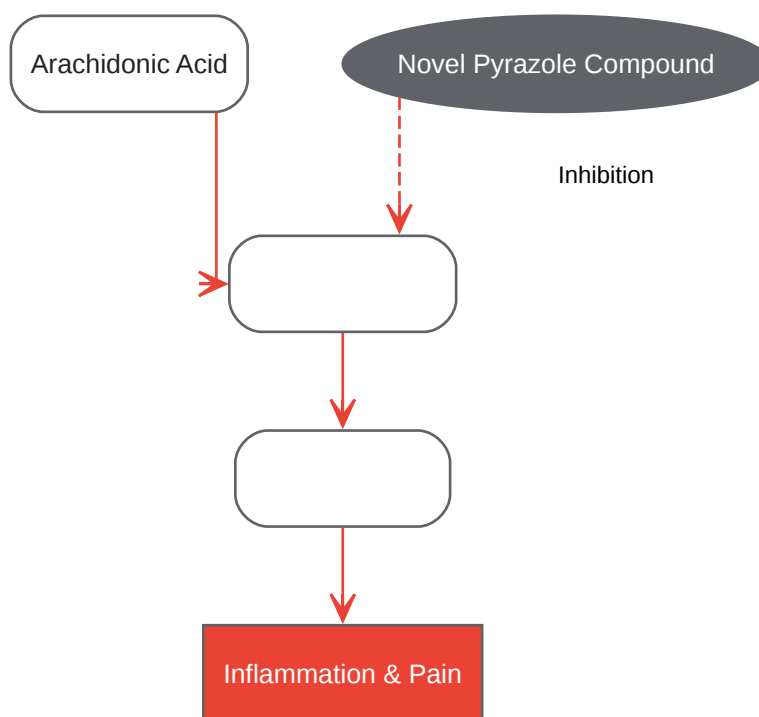 Arachidonic Acid
Novel Pyrazole Compound
Inhibition
Inflammation & Pain